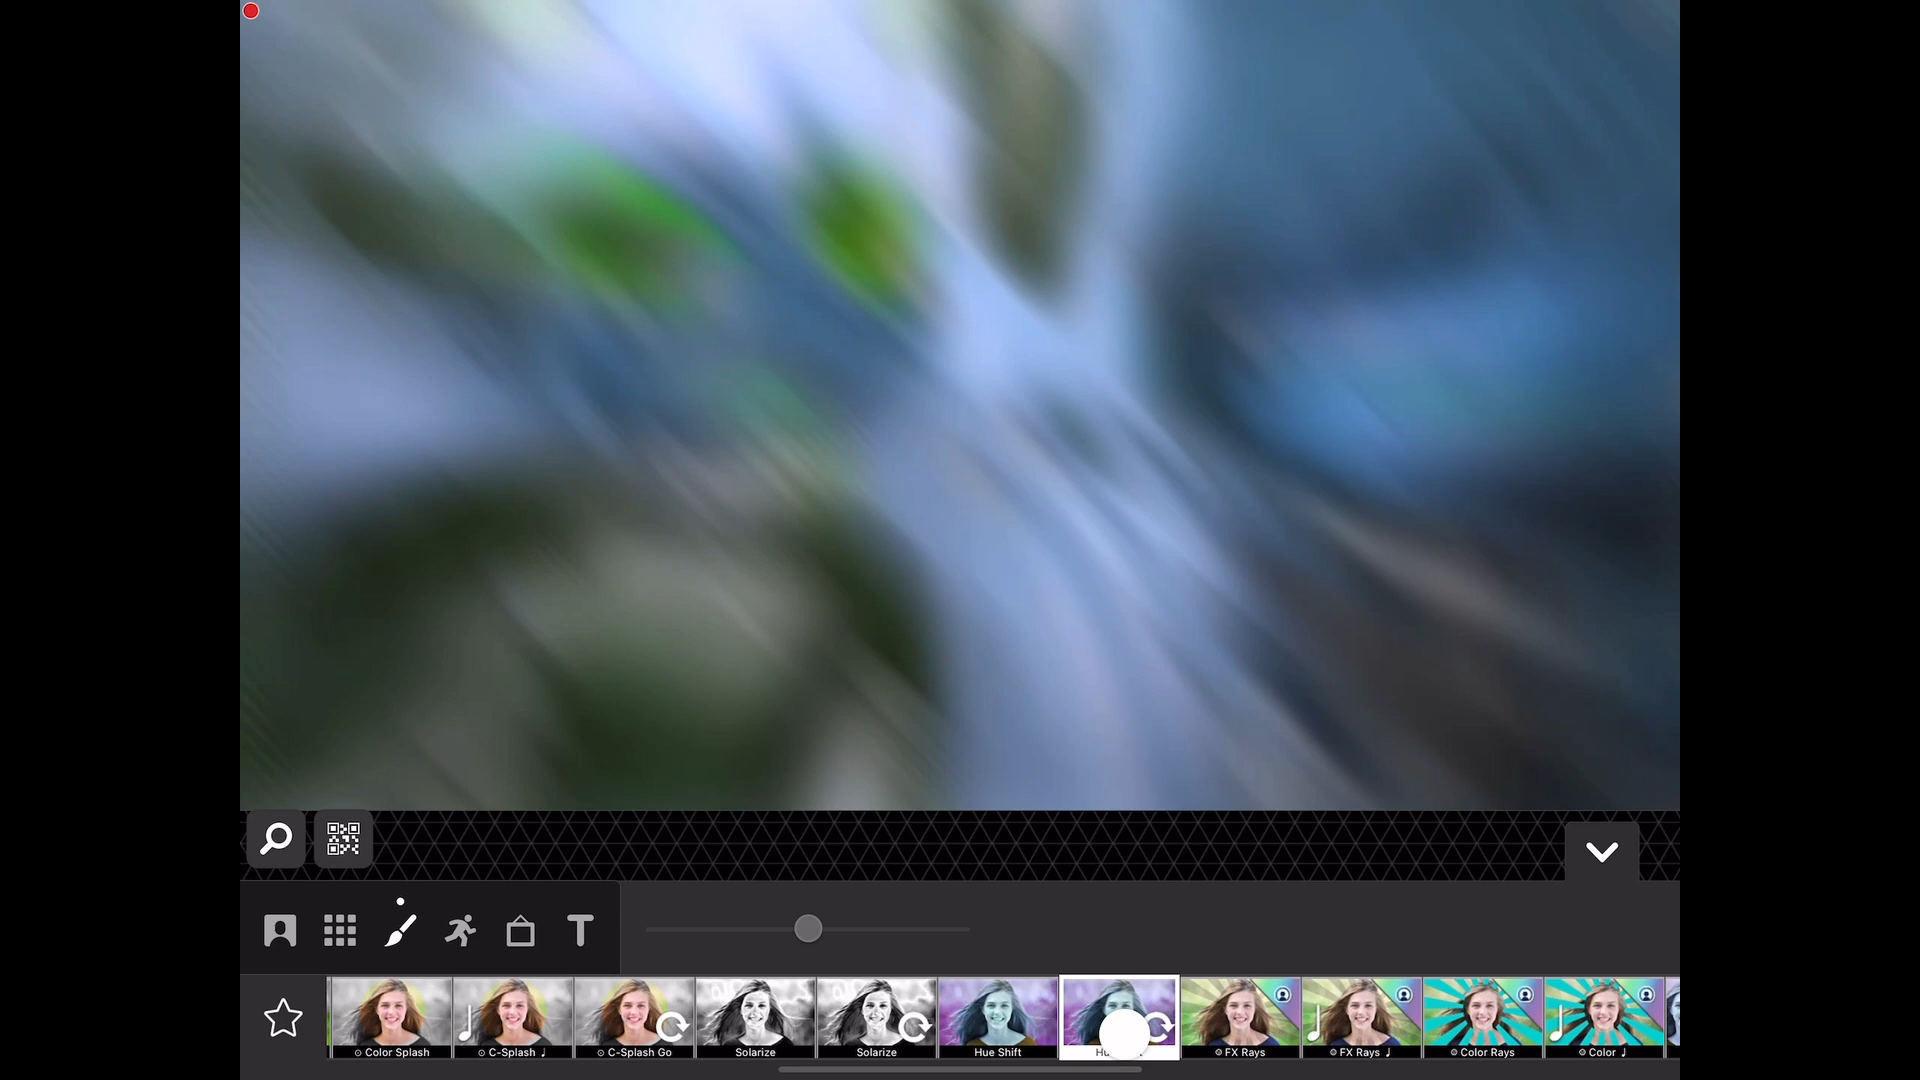 T
⊙ Color Splash
⊙ C-Splash ♩
⊙ C-Splash Go
Solarize
Solarize
Hue Shift
⊙ FX Rays
⊙ FX Rays ♩
⊙ Color Rays
⊙ Color ♩